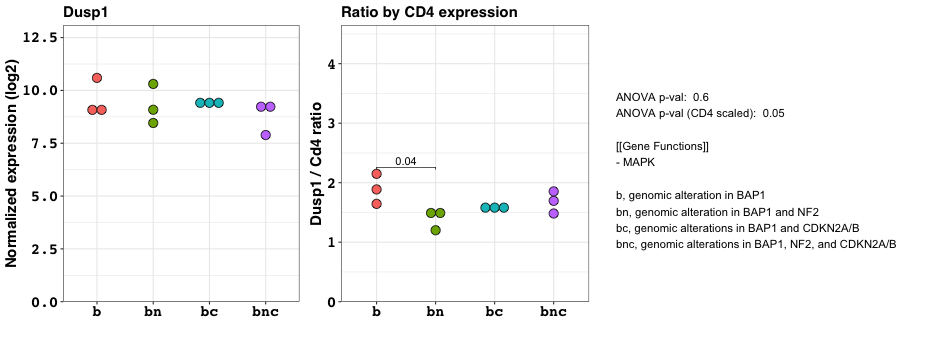 Dusp1
Normalized expression (log2)
12.5
10.0
7.5
5.0
2.5
0.0
b bn bc bnc
Ratio by CD4 expression
Dusp1 / Cd4 ratio
4
3
2
1
0
0.04
b bn bc bnc
ANOVA p-val: 0.6
ANOVA p-val (CD4 scaled): 0.05
[[Gene Functions]]
- MAPK
b, genomic alteration in BAP1
bn, genomic alteration in BAP1 and NF2
bc, genomic alterations in BAP1 and CDKN2A/B
bnc, genomic alterations in BAP1, NF2, and CDKN2A/B